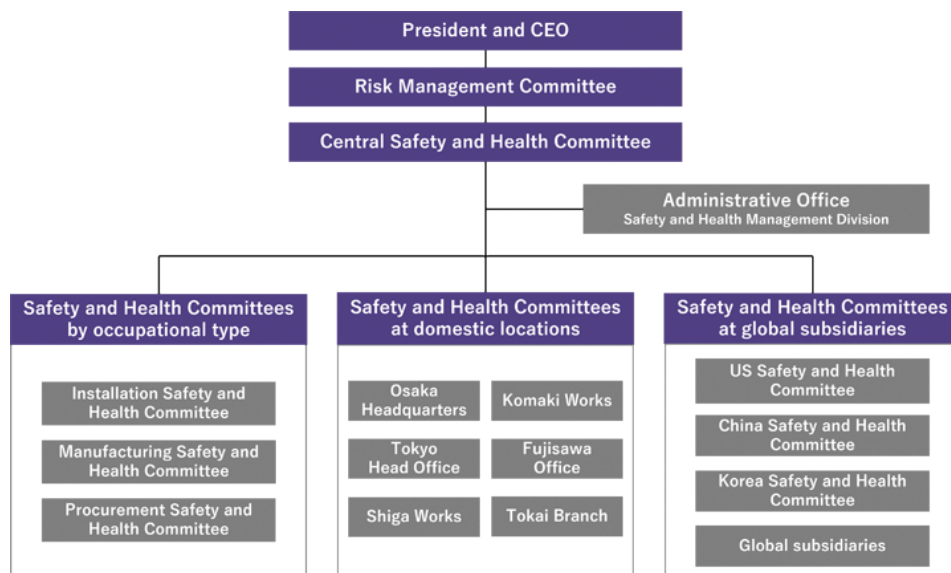 President and CEO
Risk Management Committee
Central Safety and Health Committee
Administrative Office
Safety and Health Management Division
Safety and Health Committees
by occupational type
Installation Safety and
Health Committee
Manufacturing Safety and
Health Committee
Procurement Safety and
Health Committee
Safety and Health Committees
at domestic locations
Osaka
Headquarters
Komaki Works
Tokyo
Head Office
Fujisawa
Office
Shiga Works
Tokai Branch
Safety and Health Committees
at global subsidiaries
US Safety and Health
Committee
China Safety and Health
Committee
Korea Safety and Health
Committee
Global subsidiaries